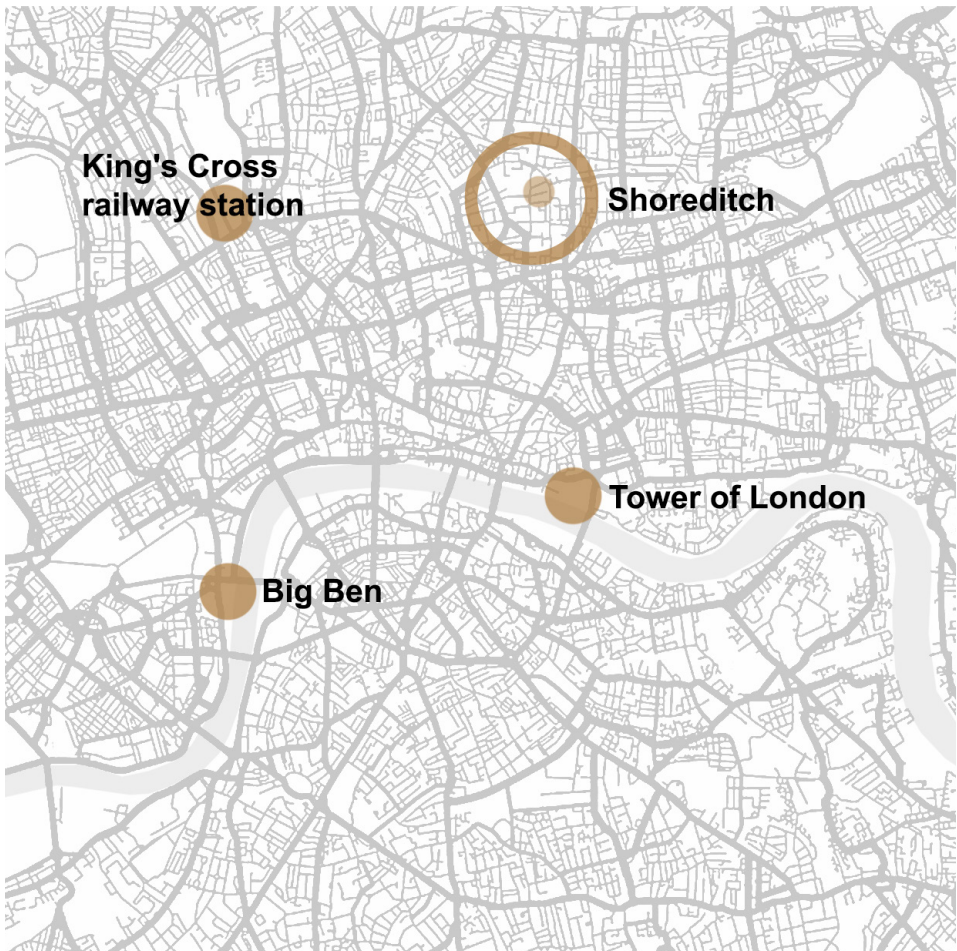 King's Cross
railway station
Shoreditch
Tower of London
Big Ben